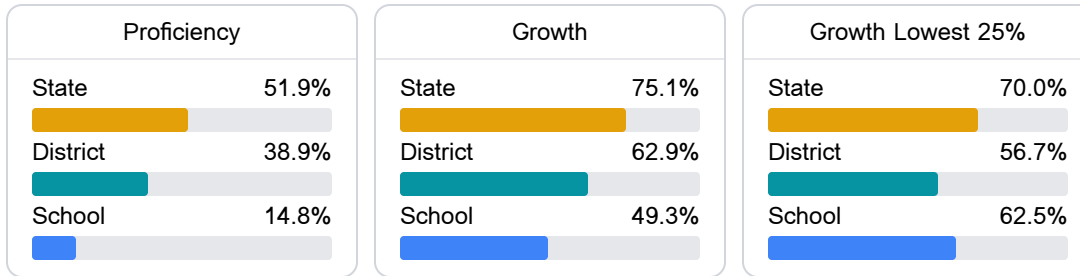 Proficiency
State 51.9%
District 38.9%
School 14.8%
Growth
State 75.1%
District 62.9%
School 49.3%
Growth Lowest 25%
State 70.0%
District 56.7%
School 62.5%